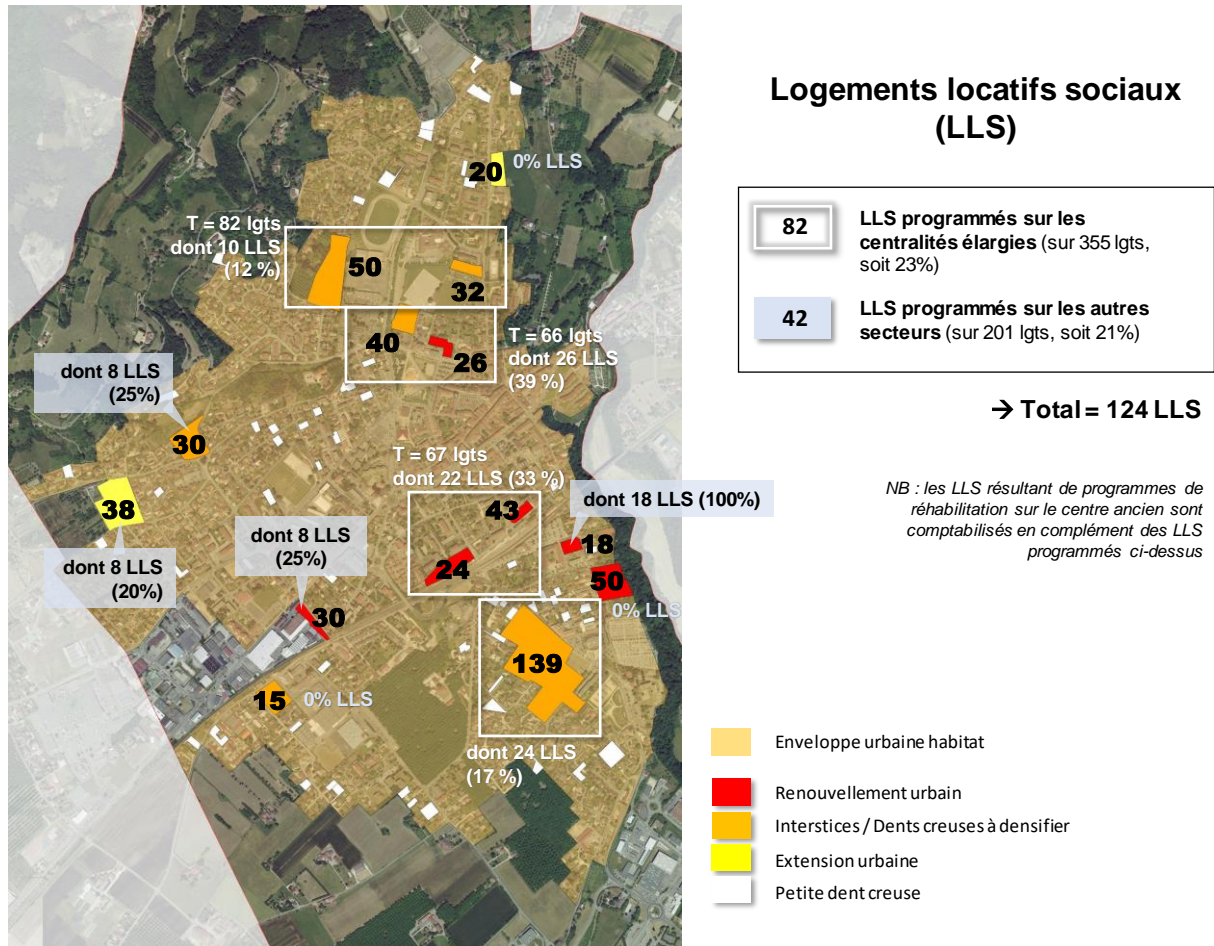 20
0% LLS
T = 82 lgts
dont 10 LLS
(12 %)
50
32
40
26
T = 66 lgts
dont 26 LLS
(39 %)
dont 8 LLS
(25%)
30
38
dont 8 LLS
(20%)
dont 8 LLS
(25%)
30
T = 67 lgts
dont 22 LLS (33 %)
43
24
dont 18 LLS (100%)
18
50
0% LLS
139
dont 24 LLS
(17 %)
15
0% LLS
Logements locatifs sociaux
(LLS)
82
LLS programmés sur les
centralités élargies (sur 355 lgts,
soit 23%)
42
LLS programmés sur les autres
secteurs (sur 201 lgts, soit 21%)
→ Total = 124 LLS
NB : les LLS résultant de programmes de
réhabilitation sur le centre ancien sont
comptabilisés en complément des LLS
programmés ci-dessus
Enveloppe urbaine habitat
Renouvellement urbain
Interstices / Dents creuses à densifier
Extension urbaine
Petite dent creuse